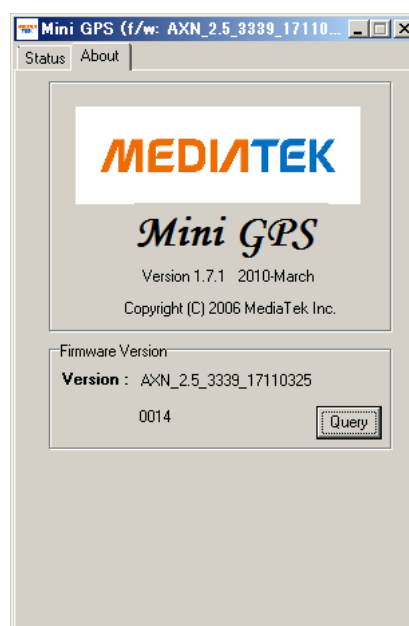 Mini GPS (f/w: AXN_2.5_3339_17110...
Status About
MEDIATEK
Mini GPS
Version 1.7.1 2010-March
Copyright (C) 2006 MediaTek Inc.
Firmware Version
Version : AXN_2.5_3339_17110325
0014
Query